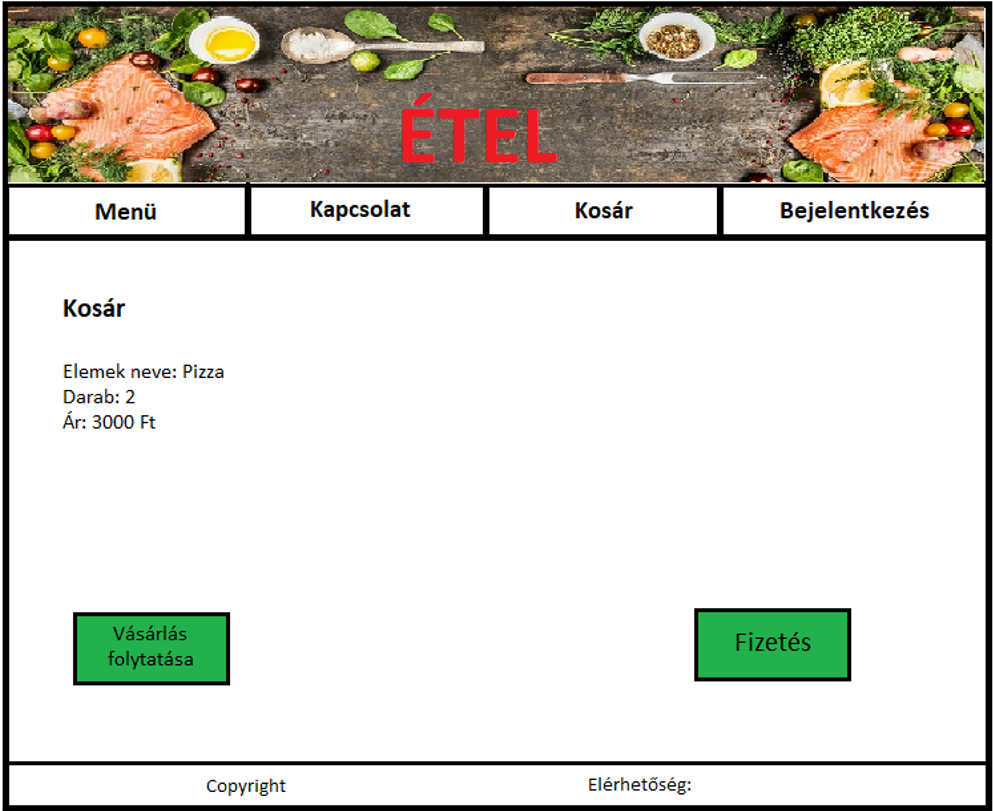 ÉTEL
Menü
Kapcsolat
Kosár
Bejelentkezés
Kosár
Elemek neve: Pizza
Darab: 2
Ár: 3000 Ft
Vásárlás
folytatása
Fizetés
Copyright
Elérhetőség: